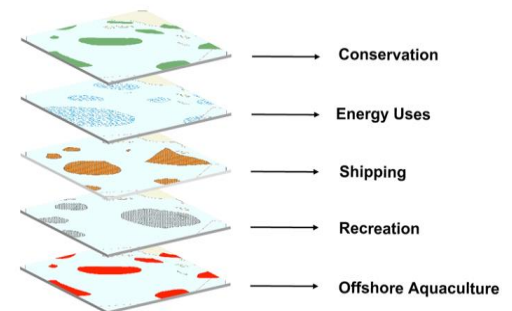 Conservation
Energy Uses
Shipping
Recreation
Offshore Aquaculture